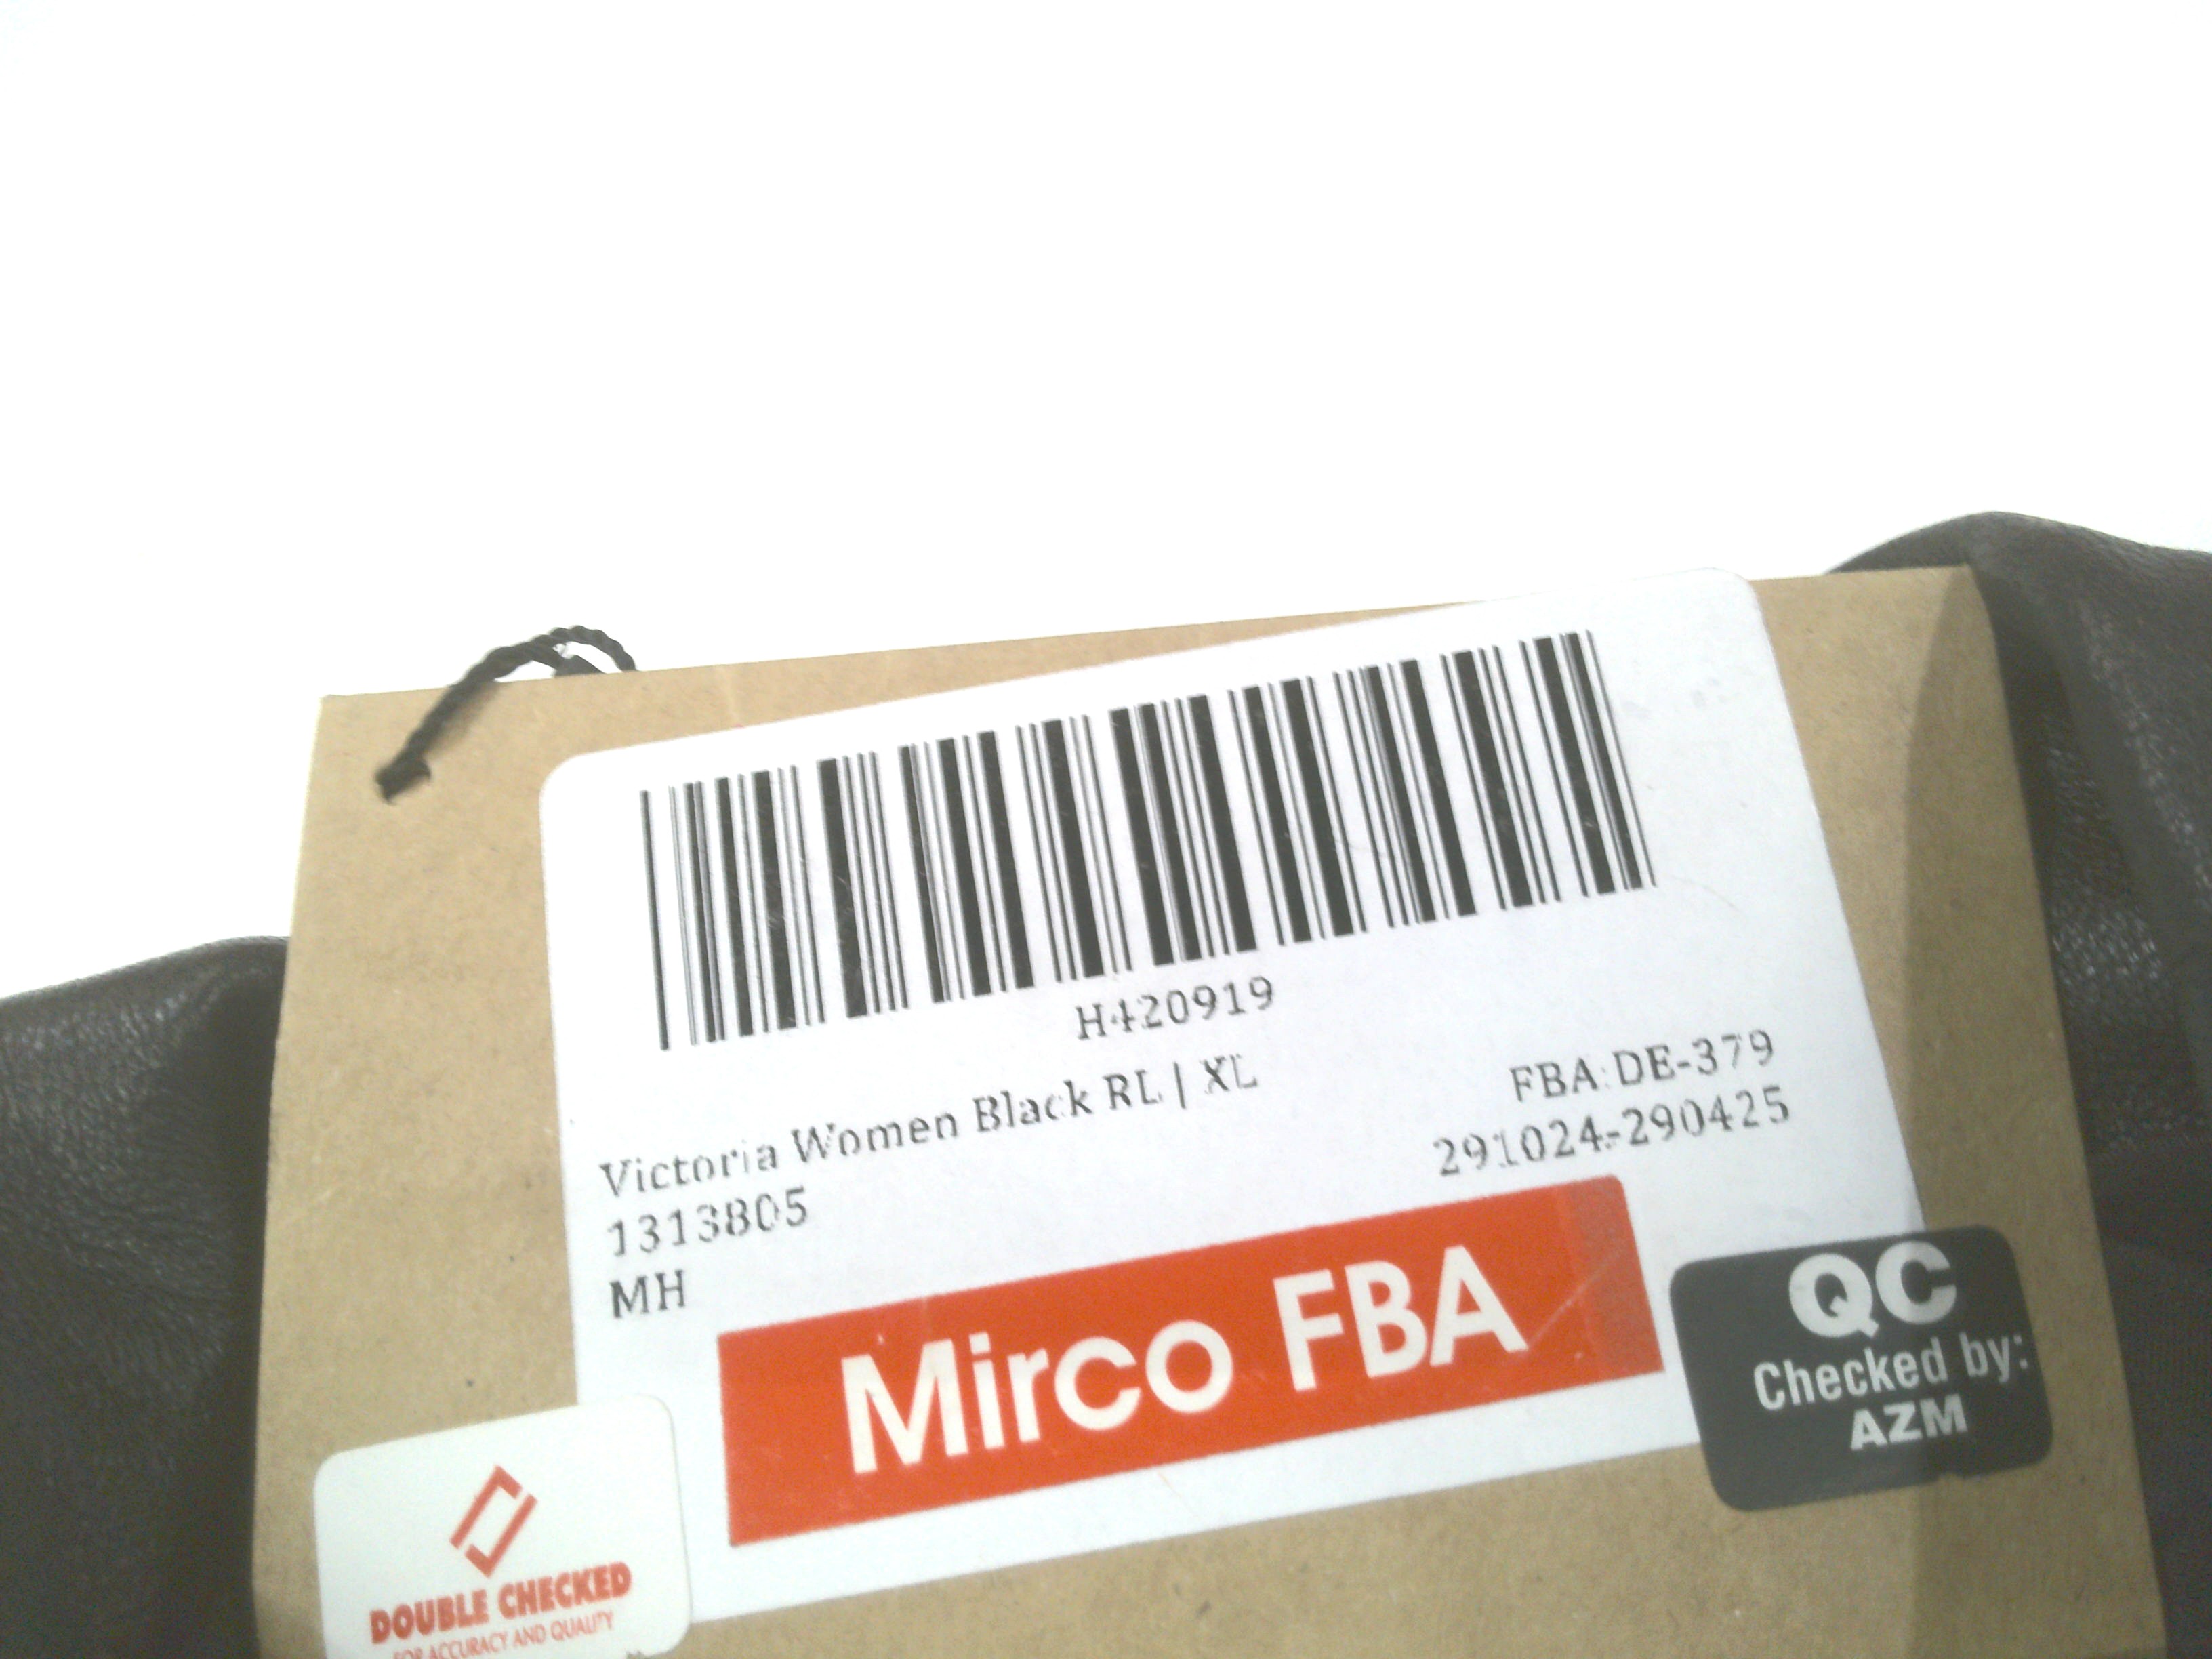 H420919
Victoria Women Black RL | XL
FBA:DE-379
1313805
291024-290425
MH
Mirco FBA
QC
Checked by:
AZM
DOUBLE CHECKED
FOR ACCURACY AND QUALITY